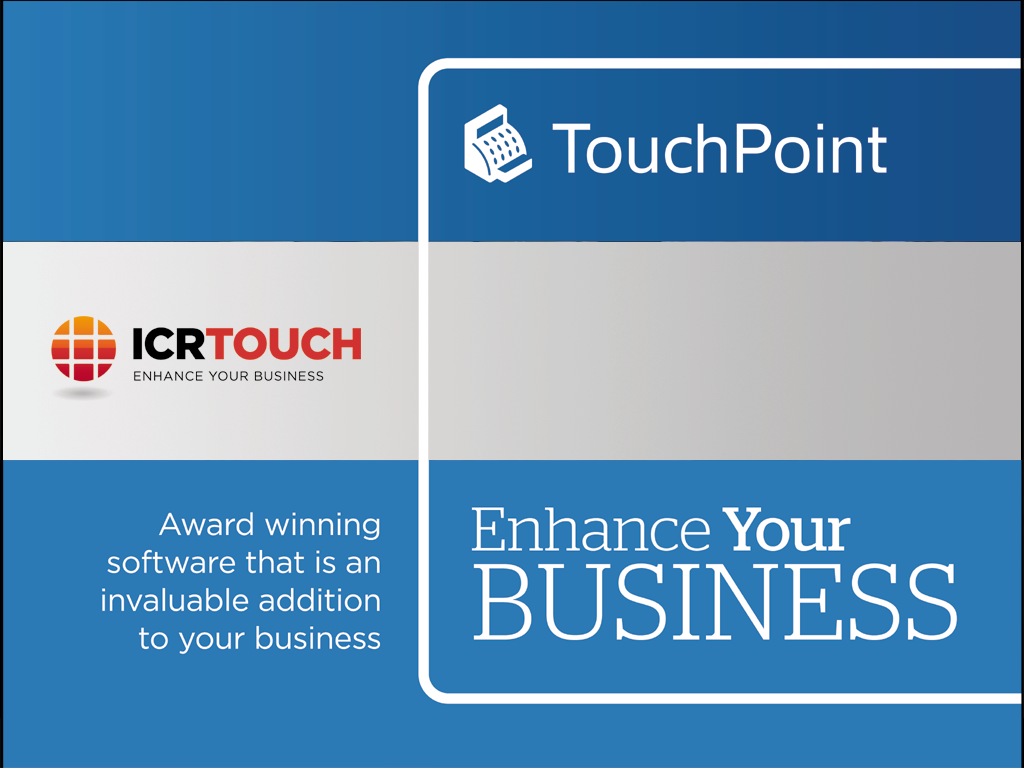 TouchPoint
ICRTOUCH
ENHANCE YOUR BUSINESS
Award winning
software that is an
invaluable addition
to your business
Enhance Your
BUSINESS